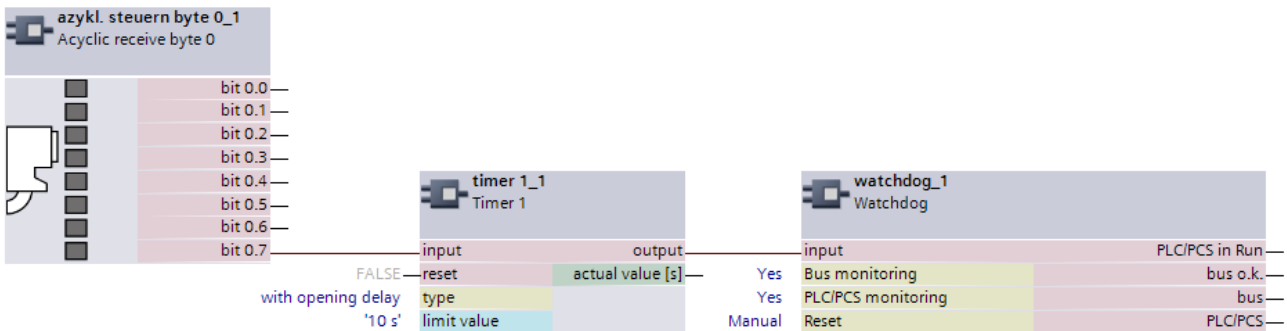 azykl. steuern byte 0_1
Acyclic receive byte 0
bit 0.0
bit 0.1
bit 0.2
bit 0.3
bit 0.4
bit 0.5
bit 0.6
bit 0.7
timer 1_1
Timer 1
input output
FALSE reset actual value [s]
with opening delay type
'10 s' limit value
watchdog_1
Watchdog
input PLC/PCS in Run
Yes Bus monitoring bus o.k.
Yes PLC/PCS monitoring bus
Manual Reset PLC/PCS